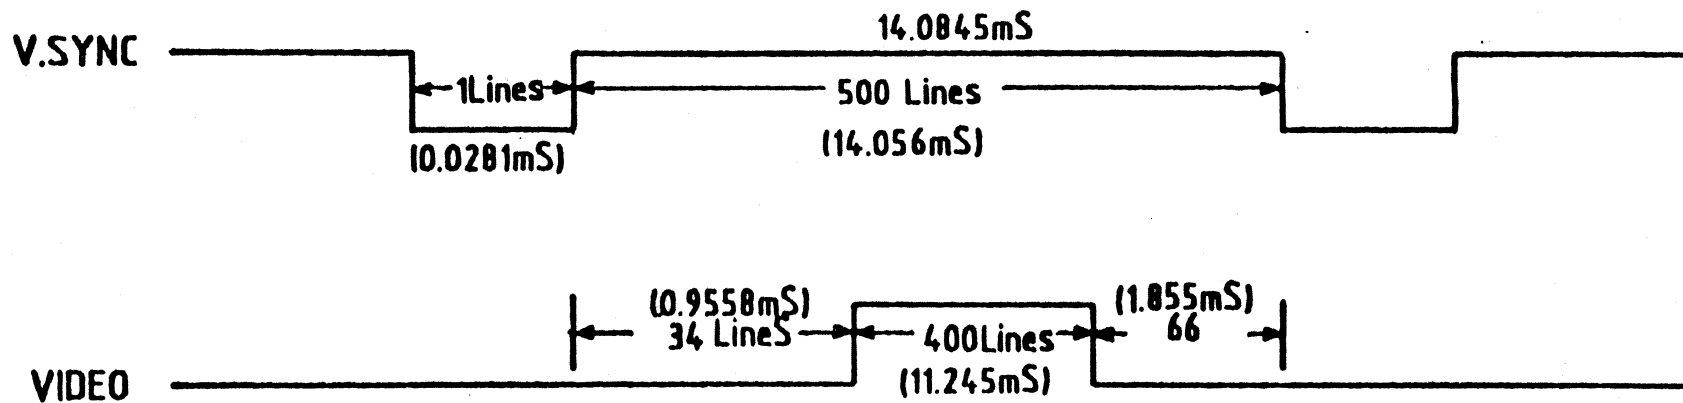 14.0845mS
V.SYNC
1Lines
500 Lines
(0.0281mS)
(14.056mS)
(0.9558mS)
34 LineS
(1.855mS)
66
400Lines
(11.245mS)
VIDEO